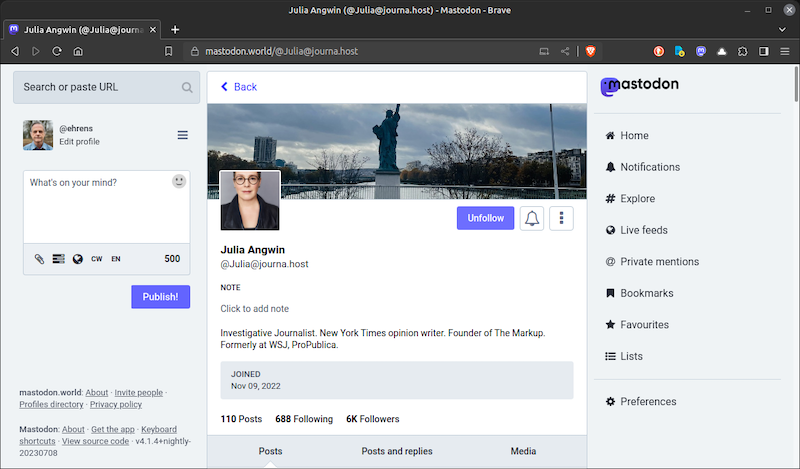 Julia Angwin (@Julia@journa.host) - Mastodon - Brave
Julia Angwin (@Julia@journa.h
mastodon.world/@Julia@journa.host
Search or paste URL
@ehrens
Edit profile
What's on your mind?
CW EN 500
Publish!
mastodon.world: About · Invite people ·
Profiles directory · Privacy policy
Mastodon: About · Get the app · Keyboard
shortcuts · View source code · v4.1.4+nightly-
20230708
Back
Unfollow
Julia Angwin
@Julia@journa.host
NOTE
Click to add note
Investigative Journalist. New York Times opinion writer. Founder of The Markup.
Formerly at WSJ, ProPublica.
JOINED
Nov 09, 2022
110 Posts 688 Following 6K Followers
Posts Posts and replies Media
mastodon
Home
Notifications
Explore
Live feeds
Private mentions
Bookmarks
Favourites
Lists
Preferences